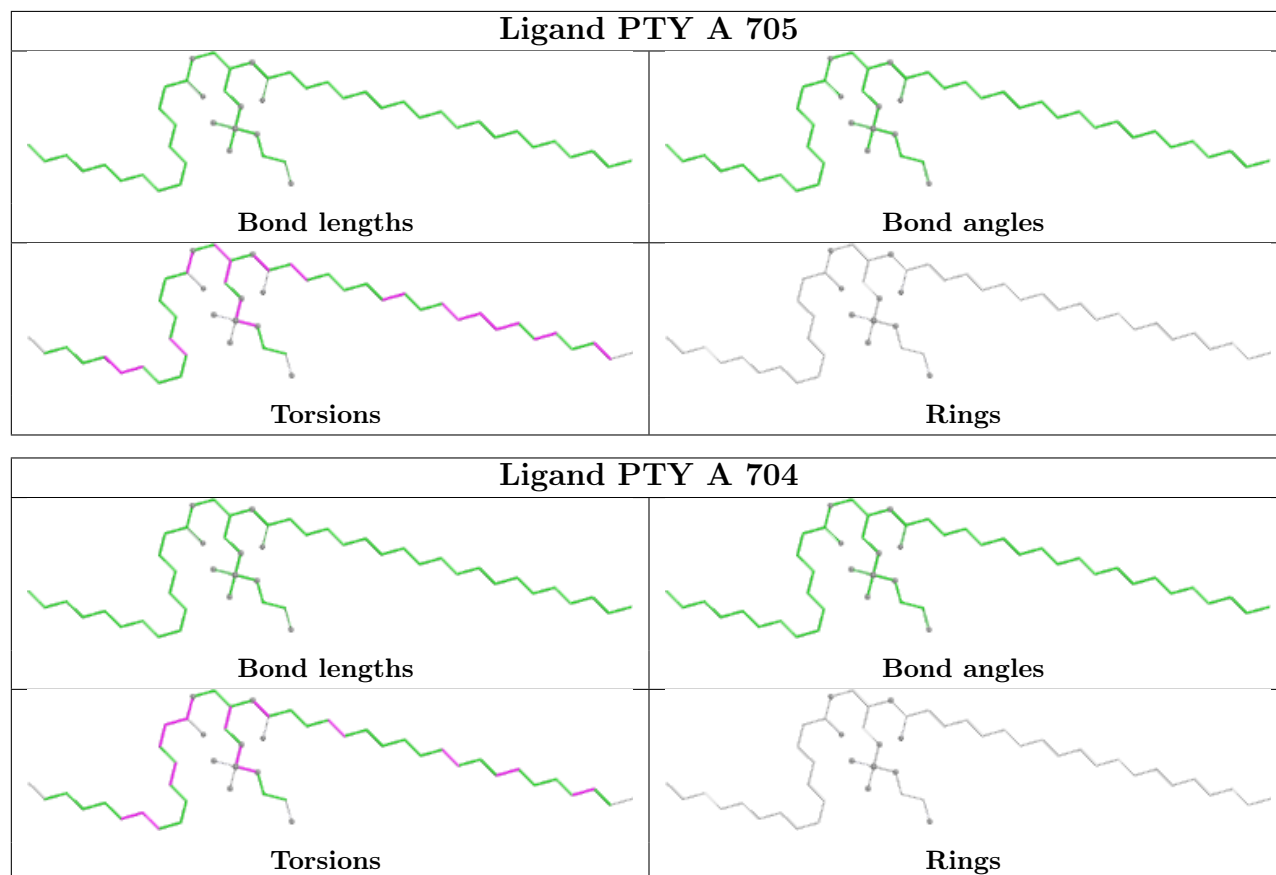 Ligand PTY A 705
Bond lengths
Bond angles
Torsions
Rings
Ligand PTY A 704
Bond lengths
Bond angles
Torsions
Rings